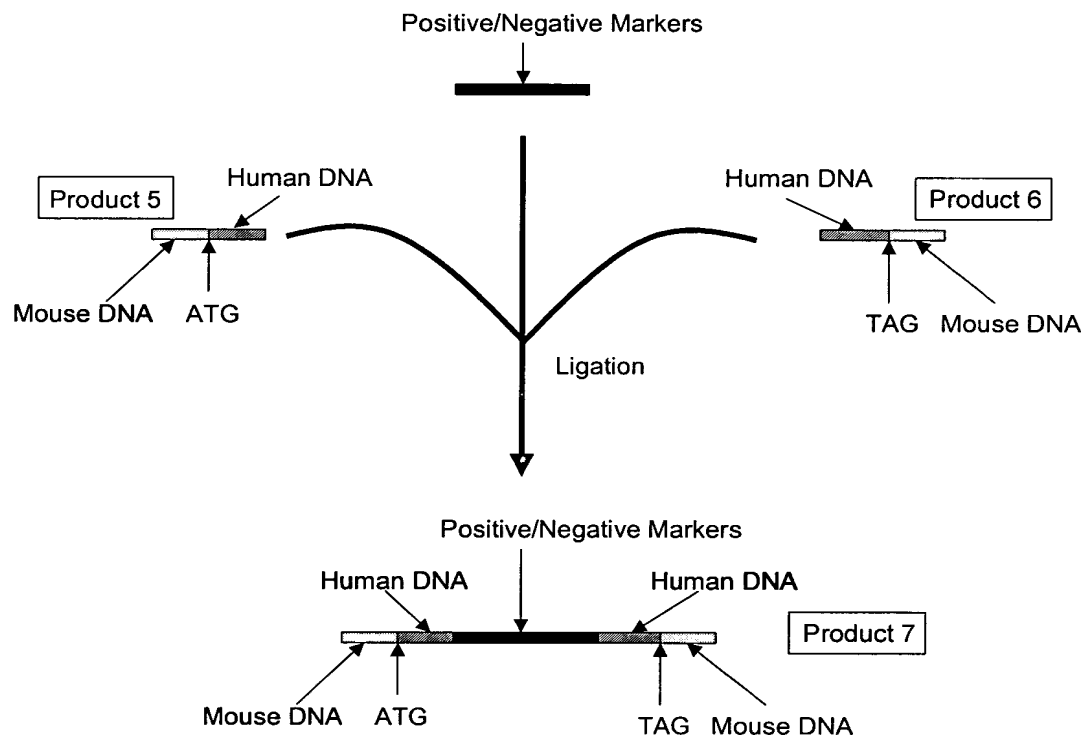 Positive/Negative Markers
Human DNA
Product 5
Mouse DNA
ATG
Human DNA
Product 6
TAG
Mouse DNA
Ligation
Positive/Negative Markers
Human DNA
Human DNA
Product 7
Mouse DNA
ATG
TAG
Mouse DNA